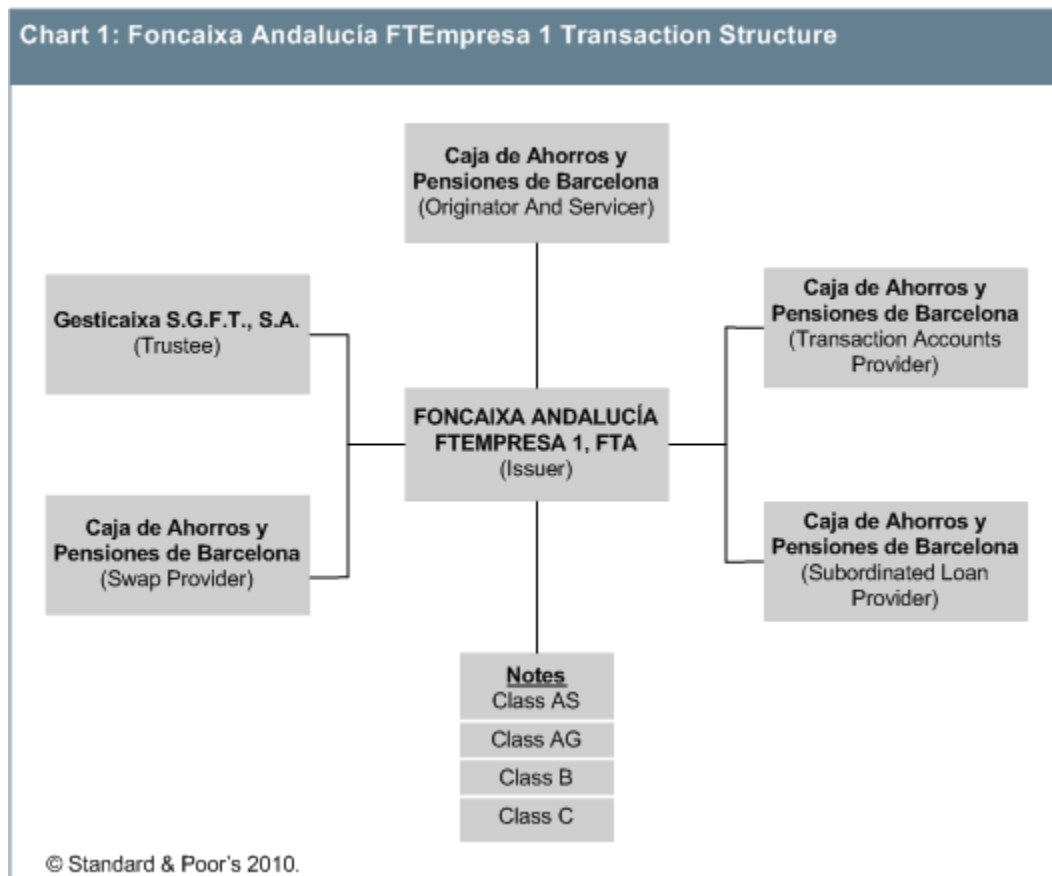 Chart 1: Foncaixa Andalucía FTEmpresa 1 Transaction Structure
Caja de Ahorros y
Pensiones de Barcelona
(Originator And Servicer)
Gesticaixa S.G.F.T., S.A.
(Trustee)
Caja de Ahorros y
Pensiones de Barcelona
(Transaction Accounts
Provider)
FONCAIXA ANDALUCÍA
FTEMPRESA 1, FTA
(Issuer)
Caja de Ahorros y
Pensiones de Barcelona
(Swap Provider)
Caja de Ahorros y
Pensiones de Barcelona
(Subordinated Loan
Provider)
Notes
Class AS
Class AG
Class B
Class C
© Standard & Poor's 2010.